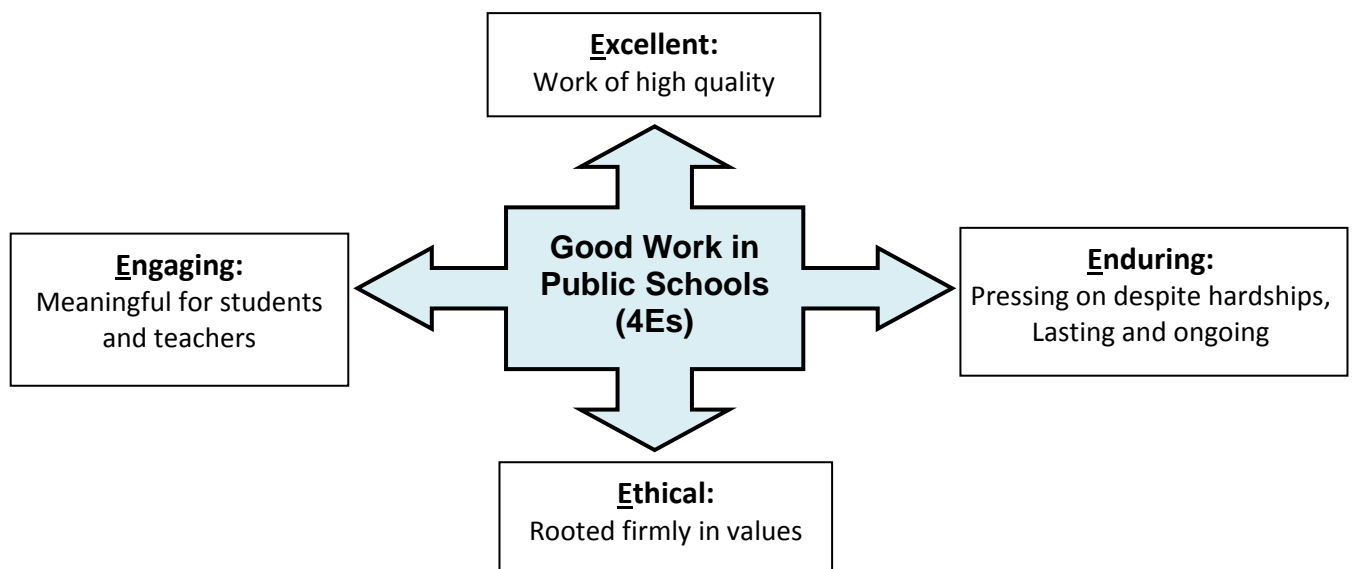 Excellent:
Work of high quality
Engaging:
Meaningful for students
and teachers
Good Work in
Public Schools
(4Es)
Enduring:
Pressing on despite hardships,
Lasting and ongoing
Ethical:
Rooted firmly in values